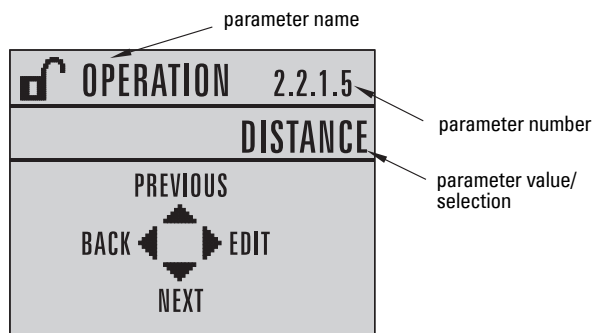 parameter name
OPERATION 2.2.1.5
parameter number
DISTANCE
parameter value/
selection
PREVIOUS
BACK EDIT
NEXT